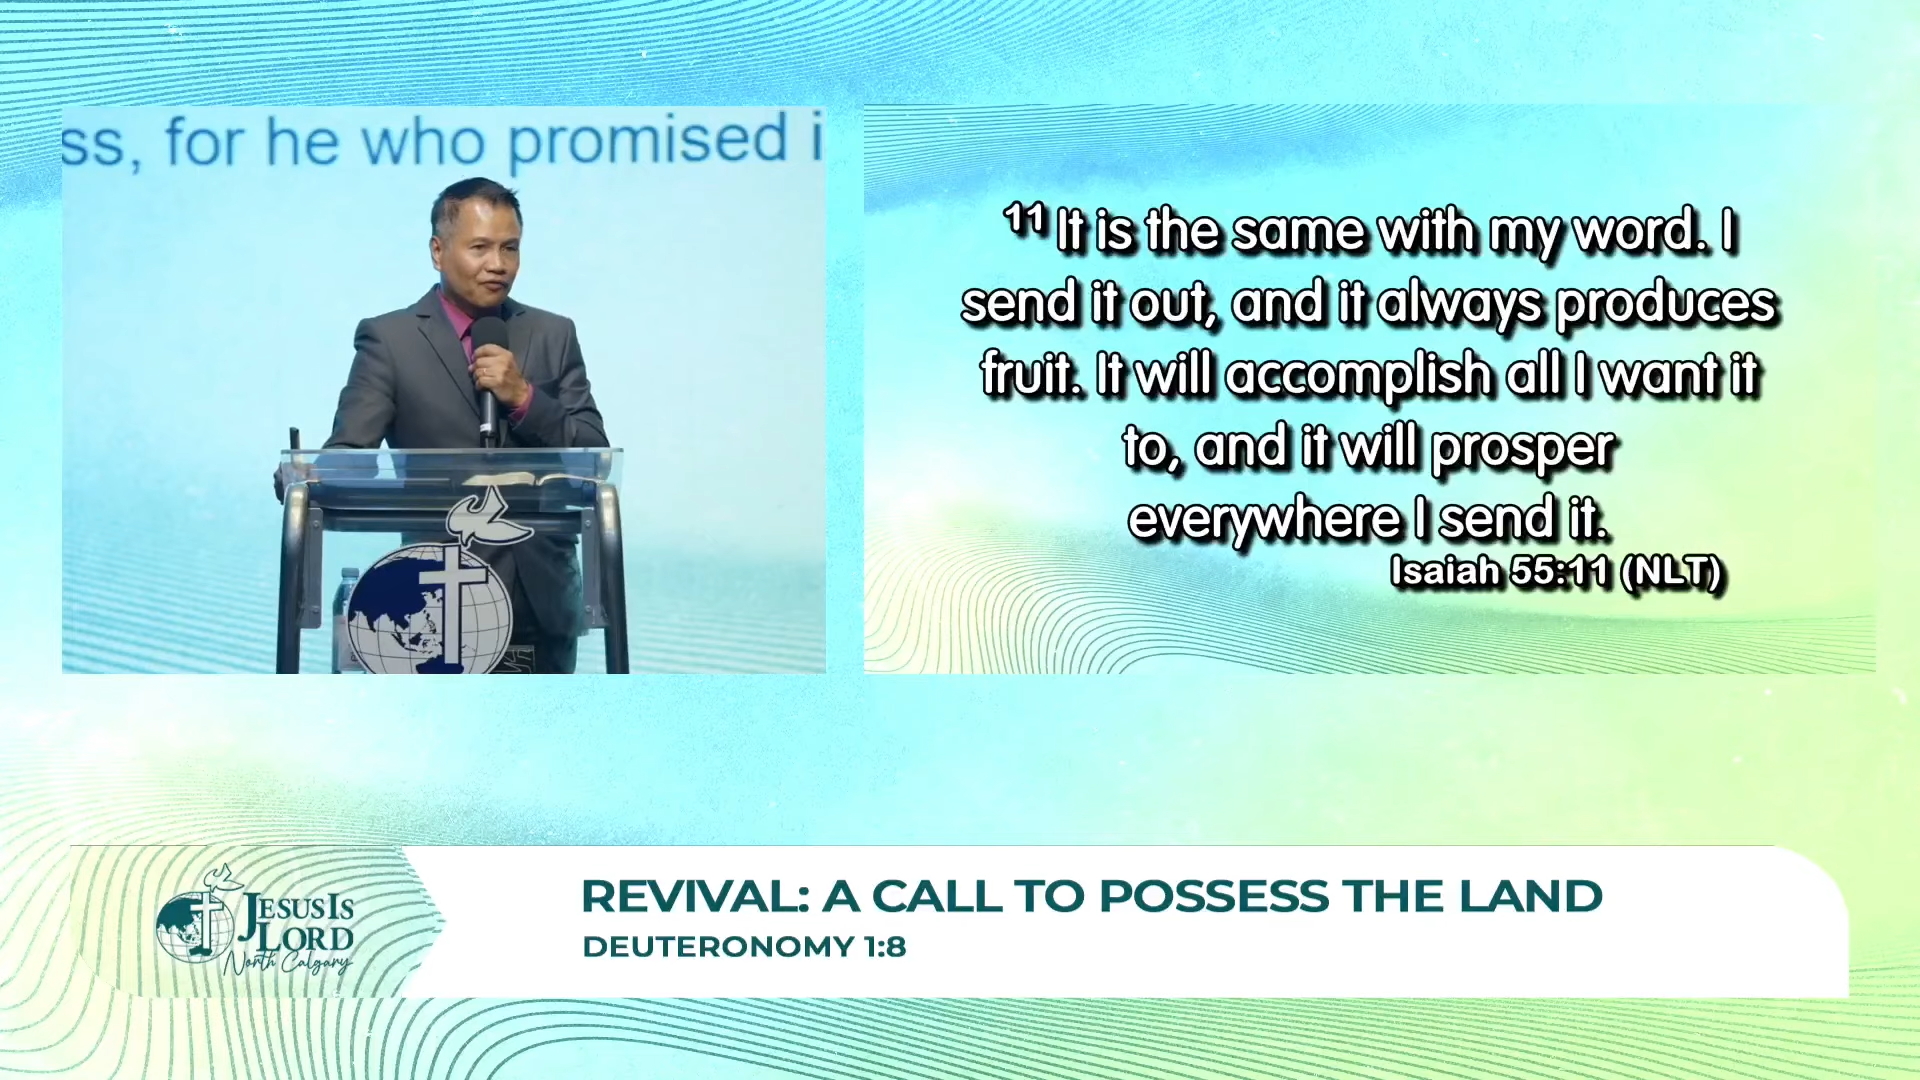 ss, for he who promised i
11 It is the same with my word. I
send it out, and it always produces
fruit. It will accomplish all I want it
to, and it will prosper
everywhere I send it.
Isaiah 55:11 (NLT)
JESUS IS
LORD
North Calgary
REVIVAL: A CALL TO POSSESS THE LAND
DEUTERONOMY 1:8